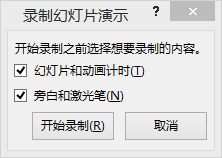 录制幻灯片演示 ? ×
开始录制之前选择想要录制的内容。
幻灯片和动画计时(T)
旁白和激光笔(N)
开始录制(R) 取消